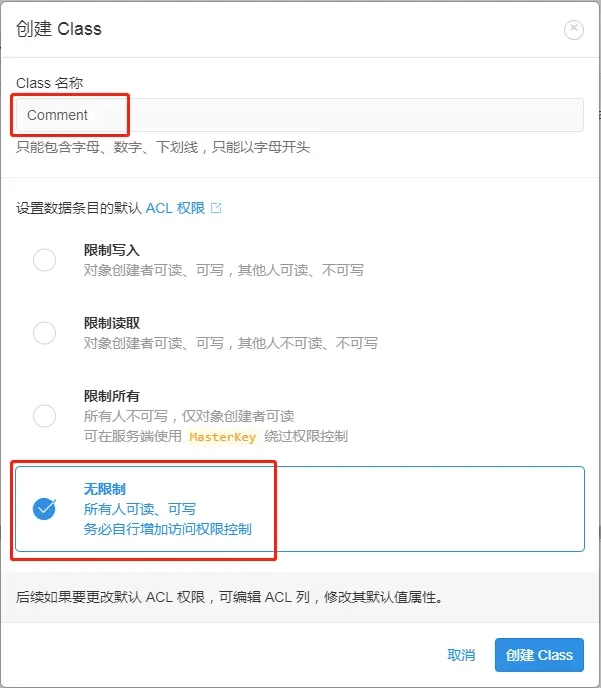 创建 Class
Class 名称
Comment
只能包含字母、数字、下划线，只能以字母开头
设置数据条目的默认 ACL 权限
限制写入
对象创建者可读、可写，其他人可读、不可写
限制读取
对象创建者可读、可写，其他人不可读、不可写
限制所有
所有人不可写，仅对象创建者可读
可在服务端使用 MasterKey 绕过权限控制
无限制
所有人可读、可写
务必自行增加访问权限控制
后续如果要更改默认 ACL 权限，可编辑 ACL 列，修改其默认值属性。
取消
创建 Class